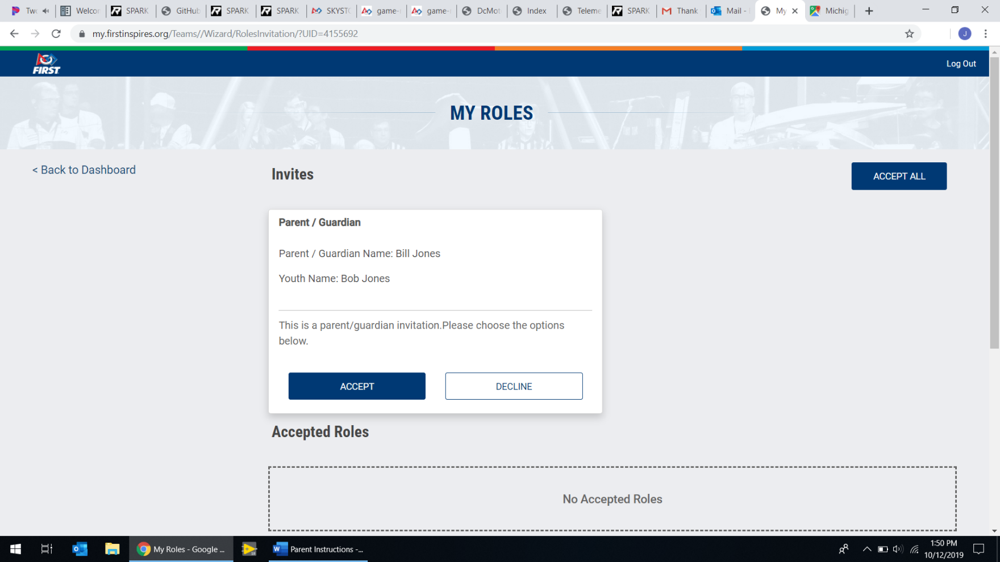 Two
Welcon
SPARK
GitHub
SPARK
SPARK
SKYSTO
game-
game-
DcMot
Index
Teleme
SPARK
Thank
Mail -
My
Michig
my.firstinspires.org/Teams//Wizard/RolesInvitation/?UID=4155692
J
FIRST
Log Out
MY ROLES
< Back to Dashboard
Invites
ACCEPT ALL
Parent / Guardian
Parent / Guardian Name: Bill Jones
Youth Name: Bob Jones
This is a parent/guardian invitation.Please choose the options
below.
ACCEPT
DECLINE
Accepted Roles
No Accepted Roles
My Roles - Google ...
Parent Instructions -...
1:50 PM
10/12/2019